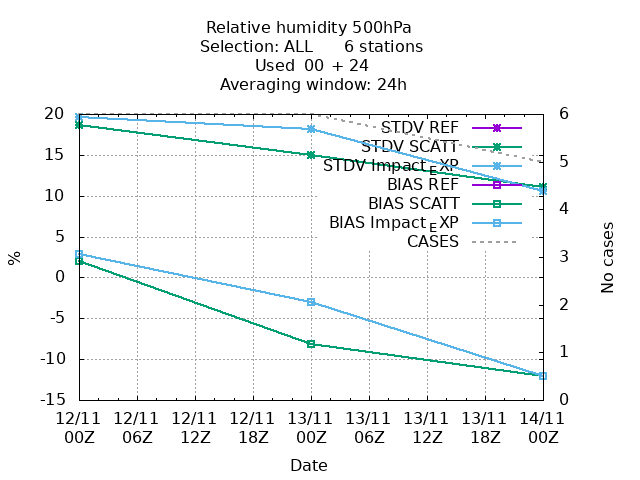 Relative humidity 500hPa
Selection: ALL 6 stations
Used 00 + 24
Averaging window: 24h
20
15
10
5
0
-5
-10
-15
%
6
5
4
3
2
1
0
No cases
STDV REF
STDV SCATT
STDV Impact_EXP
BIAS REF
BIAS SCATT
BIAS Impact_EXP
CASES
12/11 12/11 12/11 12/11 13/11 13/11 13/11 13/11 14/11
00Z 06Z 12Z 18Z 00Z 06Z 12Z 18Z 00Z
Date